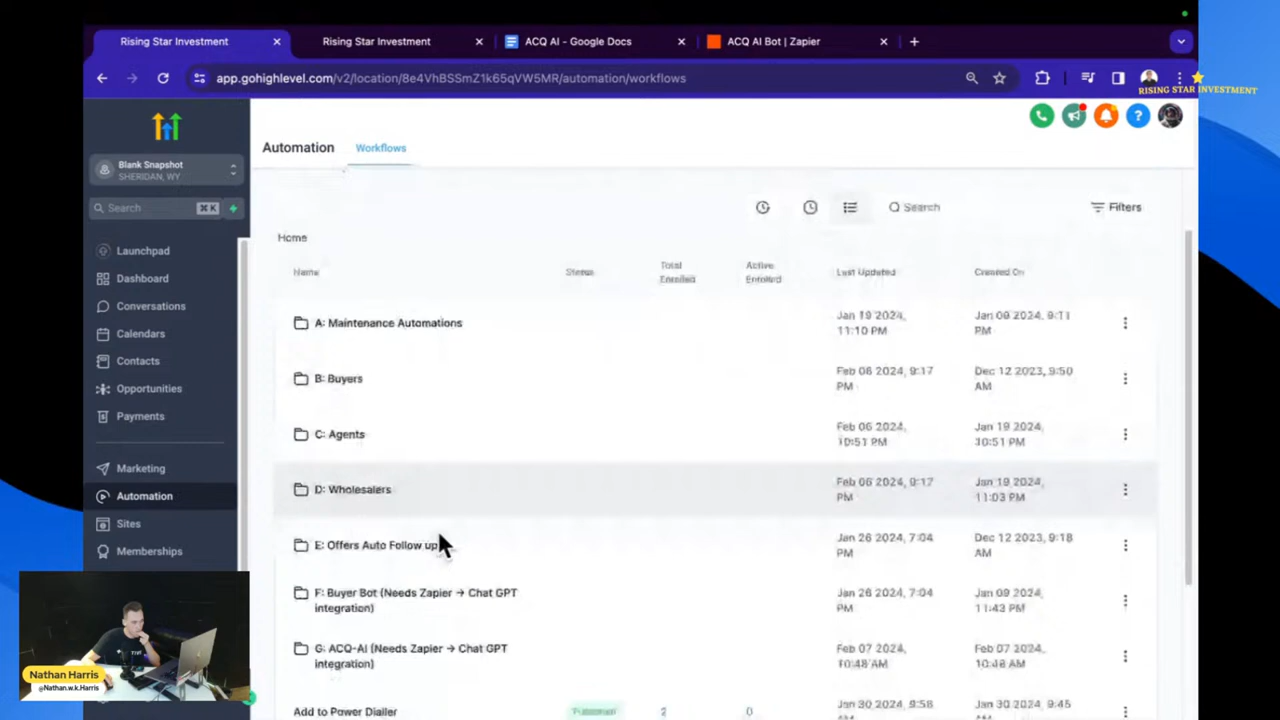 Rising Star Investment
Rising Star Investment
ACQ AI - Google Docs
ACQ AI Bot | Zapier
app.gohighlevel.com/v2/location/8e4VhBSSmZ1k65qVW5MR/automation/workflows
RISING STAR INVESTMENT
Blank Snapshot
SHERIDAN, WY
Search
⌘ K
Launchpad
Dashboard
Conversations
Calendars
Contacts
Opportunities
Payments
Marketing
Automation
Sites
Memberships
Automation
Workflows
Search
Filters
Home
Name
Status
Total Enrolled
Active Enrolled
Last Updated
Created On
A: Maintenance Automations
Jan 19 2024, 11:10 PM
Jan 09 2024, 9:11 PM
B: Buyers
Feb 06 2024, 9:17 PM
Dec 12 2023, 9:50 AM
C: Agents
Feb 06 2024, 10:51 PM
Jan 19 2024, 10:51 PM
D: Wholesalers
Feb 06 2024, 9:17 PM
Jan 19 2024, 11:03 PM
E: Offers Auto Follow up
Jan 26 2024, 7:04 PM
Dec 12 2023, 9:18 AM
F: Buyer Bot (Needs Zapier -> Chat GPT integration)
Jan 26 2024, 7:04 PM
Jan 09 2024, 11:43 PM
G: ACQ-AI (Needs Zapier -> Chat GPT integration)
Feb 07 2024, 10:48 AM
Feb 07 2024, 10:46 AM
Add to Power Dialler
Published
2
0
Jan 30 2024, 9:58
Jan 30 2024, 9:45
Nathan Harris
@Nathan.w.k.Harris